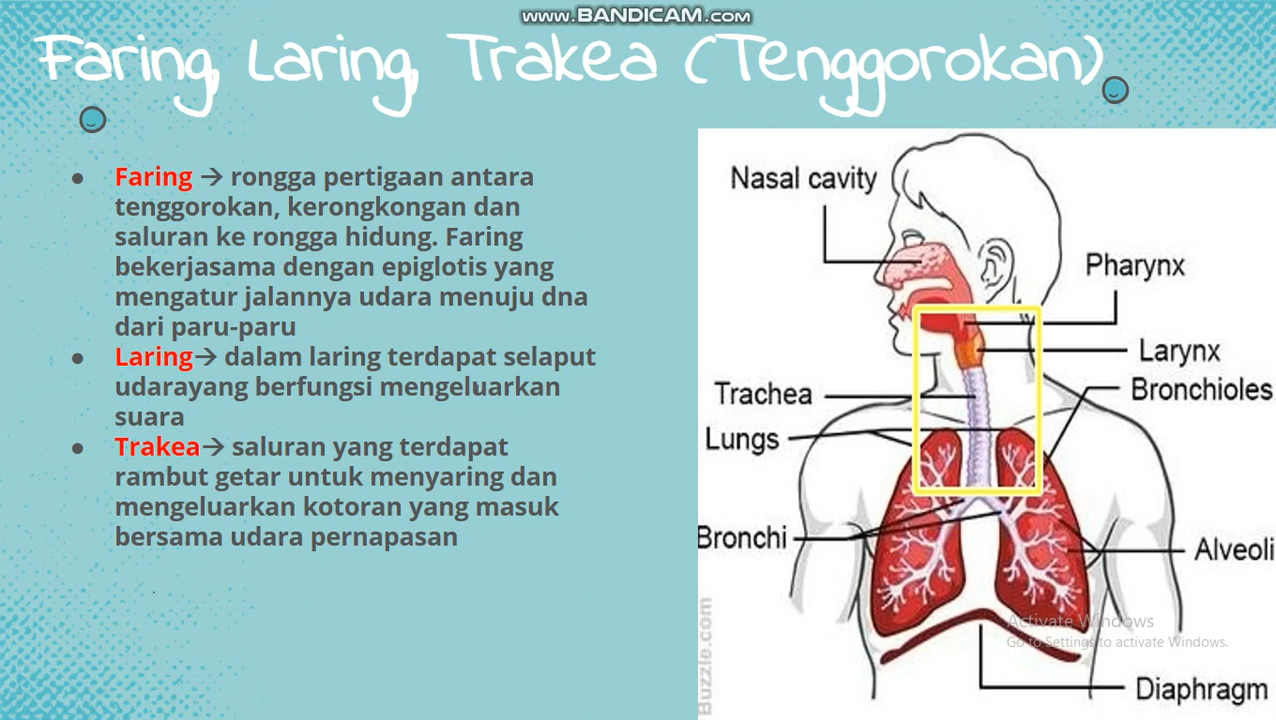 www.BANDICAM.com
Faring, Laring, Trakea (Tenggorokan)
● Faring → rongga pertigaan antara
tenggorokan, kerongkongan dan
saluran ke rongga hidung. Faring
bekerjasama dengan epiglotis yang
mengatur jalannya udara menuju dna
dari paru-paru
● Laring→ dalam laring terdapat selaput
udarayang berfungsi mengeluarkan
suara
● Trakea→ saluran yang terdapat
rambut getar untuk menyaring dan
mengeluarkan kotoran yang masuk
bersama udara pernapasan
Nasal cavity
Pharynx
Larynx
Bronchioles
Trachea
Lungs
Bronchi
Alveoli
Diaphragm
Buzzle.com
Activate Windows
Go to Settings to activate Windows.